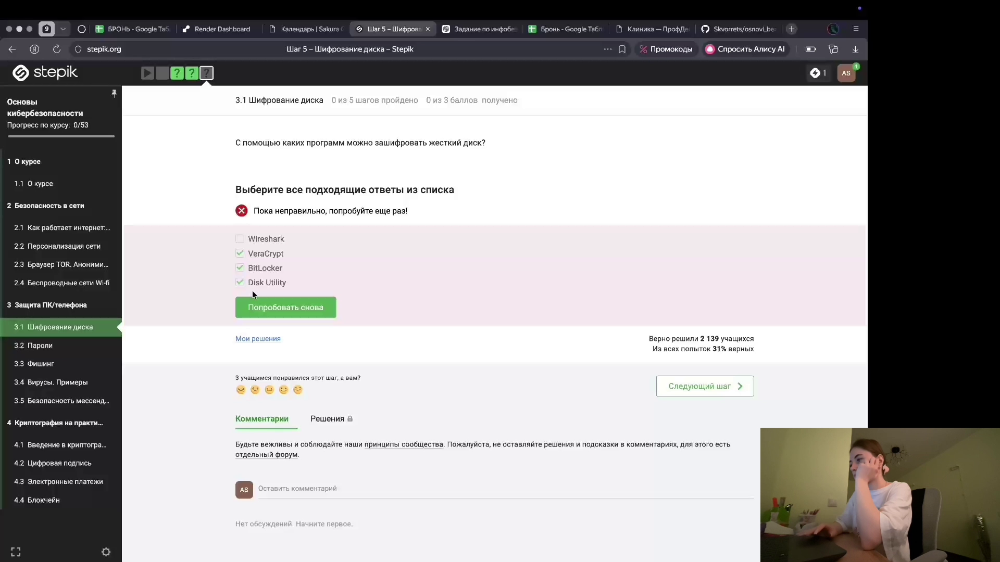 9
БРОНЬ - Google Таб
Render Dashboard
Календарь | Sakura
Шаг 5 – Шифрова
Задание по инфобе
Бронь - Google Табл
Клиника — ПрофДе
Skvorrets/osnovi_be
stepik.org
Шаг 5 – Шифрование диска – Stepik
Промокоды
Спросить Алису AI
stepik
? ? ?
1
AS
1
Основы
кибербезопасности
Прогресс по курсу: 0/53
1 О курсе
1.1 О курсе
2 Безопасность в сети
2.1 Как работает интернет:...
2.2 Персонализация сети
2.3 Браузер TOR. Аноними...
2.4 Беспроводные сети Wi-fi
3 Защита ПК/телефона
3.1 Шифрование диска
3.2 Пароли
3.3 Фишинг
3.4 Вирусы. Примеры
3.5 Безопасность мессенд...
4 Криптография на практи...
4.1 Введение в криптогра...
4.2 Цифровая подпись
4.3 Электронные платежи
4.4 Блокчейн
3.1 Шифрование диска 0 из 5 шагов пройдено 0 из 3 баллов получено
С помощью каких программ можно зашифровать жесткий диск?
Выберите все подходящие ответы из списка
Пока неправильно, попробуйте еще раз!
Wireshark
VeraCrypt
BitLocker
Disk Utility
Попробовать снова
Мои решения
Верно решили 2 139 учащихся
Из всех попыток 31% верных
3 учащимся понравился этот шаг, а вам?
Следующий шаг
Комментарии
Решения
Будьте вежливы и соблюдайте наши принципы сообщества. Пожалуйста, не оставляйте решения и подсказки в комментариях, для этого есть
отдельный форум.
AS
Оставить комментарий
Нет обсуждений. Начните первое.